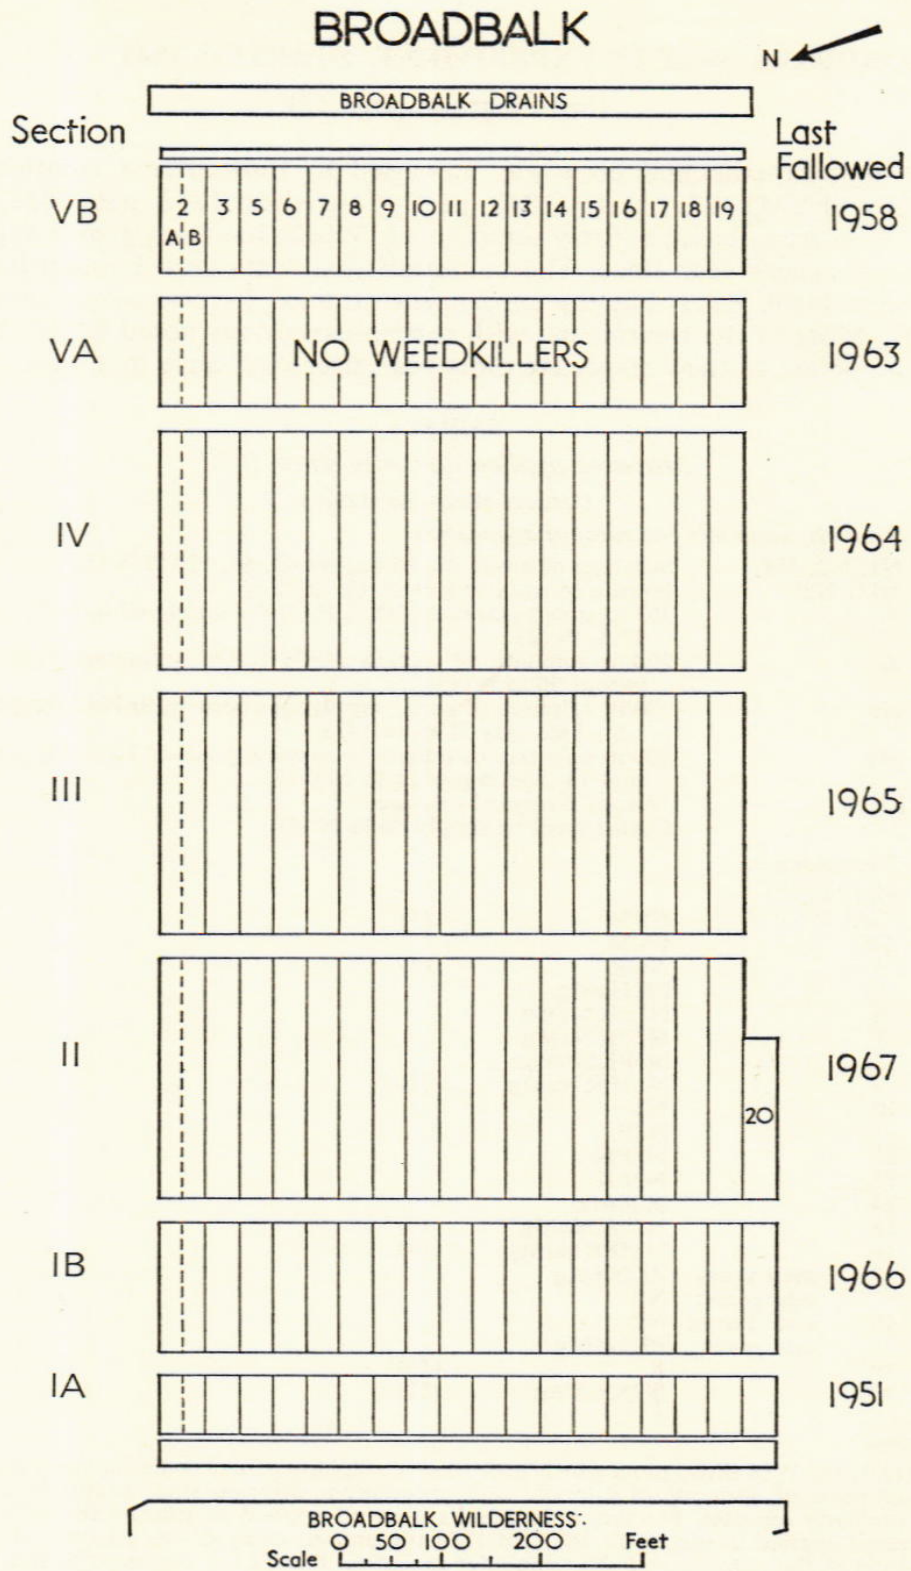 BROADBALK
N
BROADBALK DRAINS
Section
Last
Fallowed
VB 2 3 5 6 7 8 9 10 11 12 13 14 15 16 17 18 19 1958
A B
VA NO WEEDKILLERS 1963
IV 1964
III 1965
II 1967
20
IB 1966
IA 1951
BROADBALK WILDERNESS
0 50 100 200 Feet
Scale